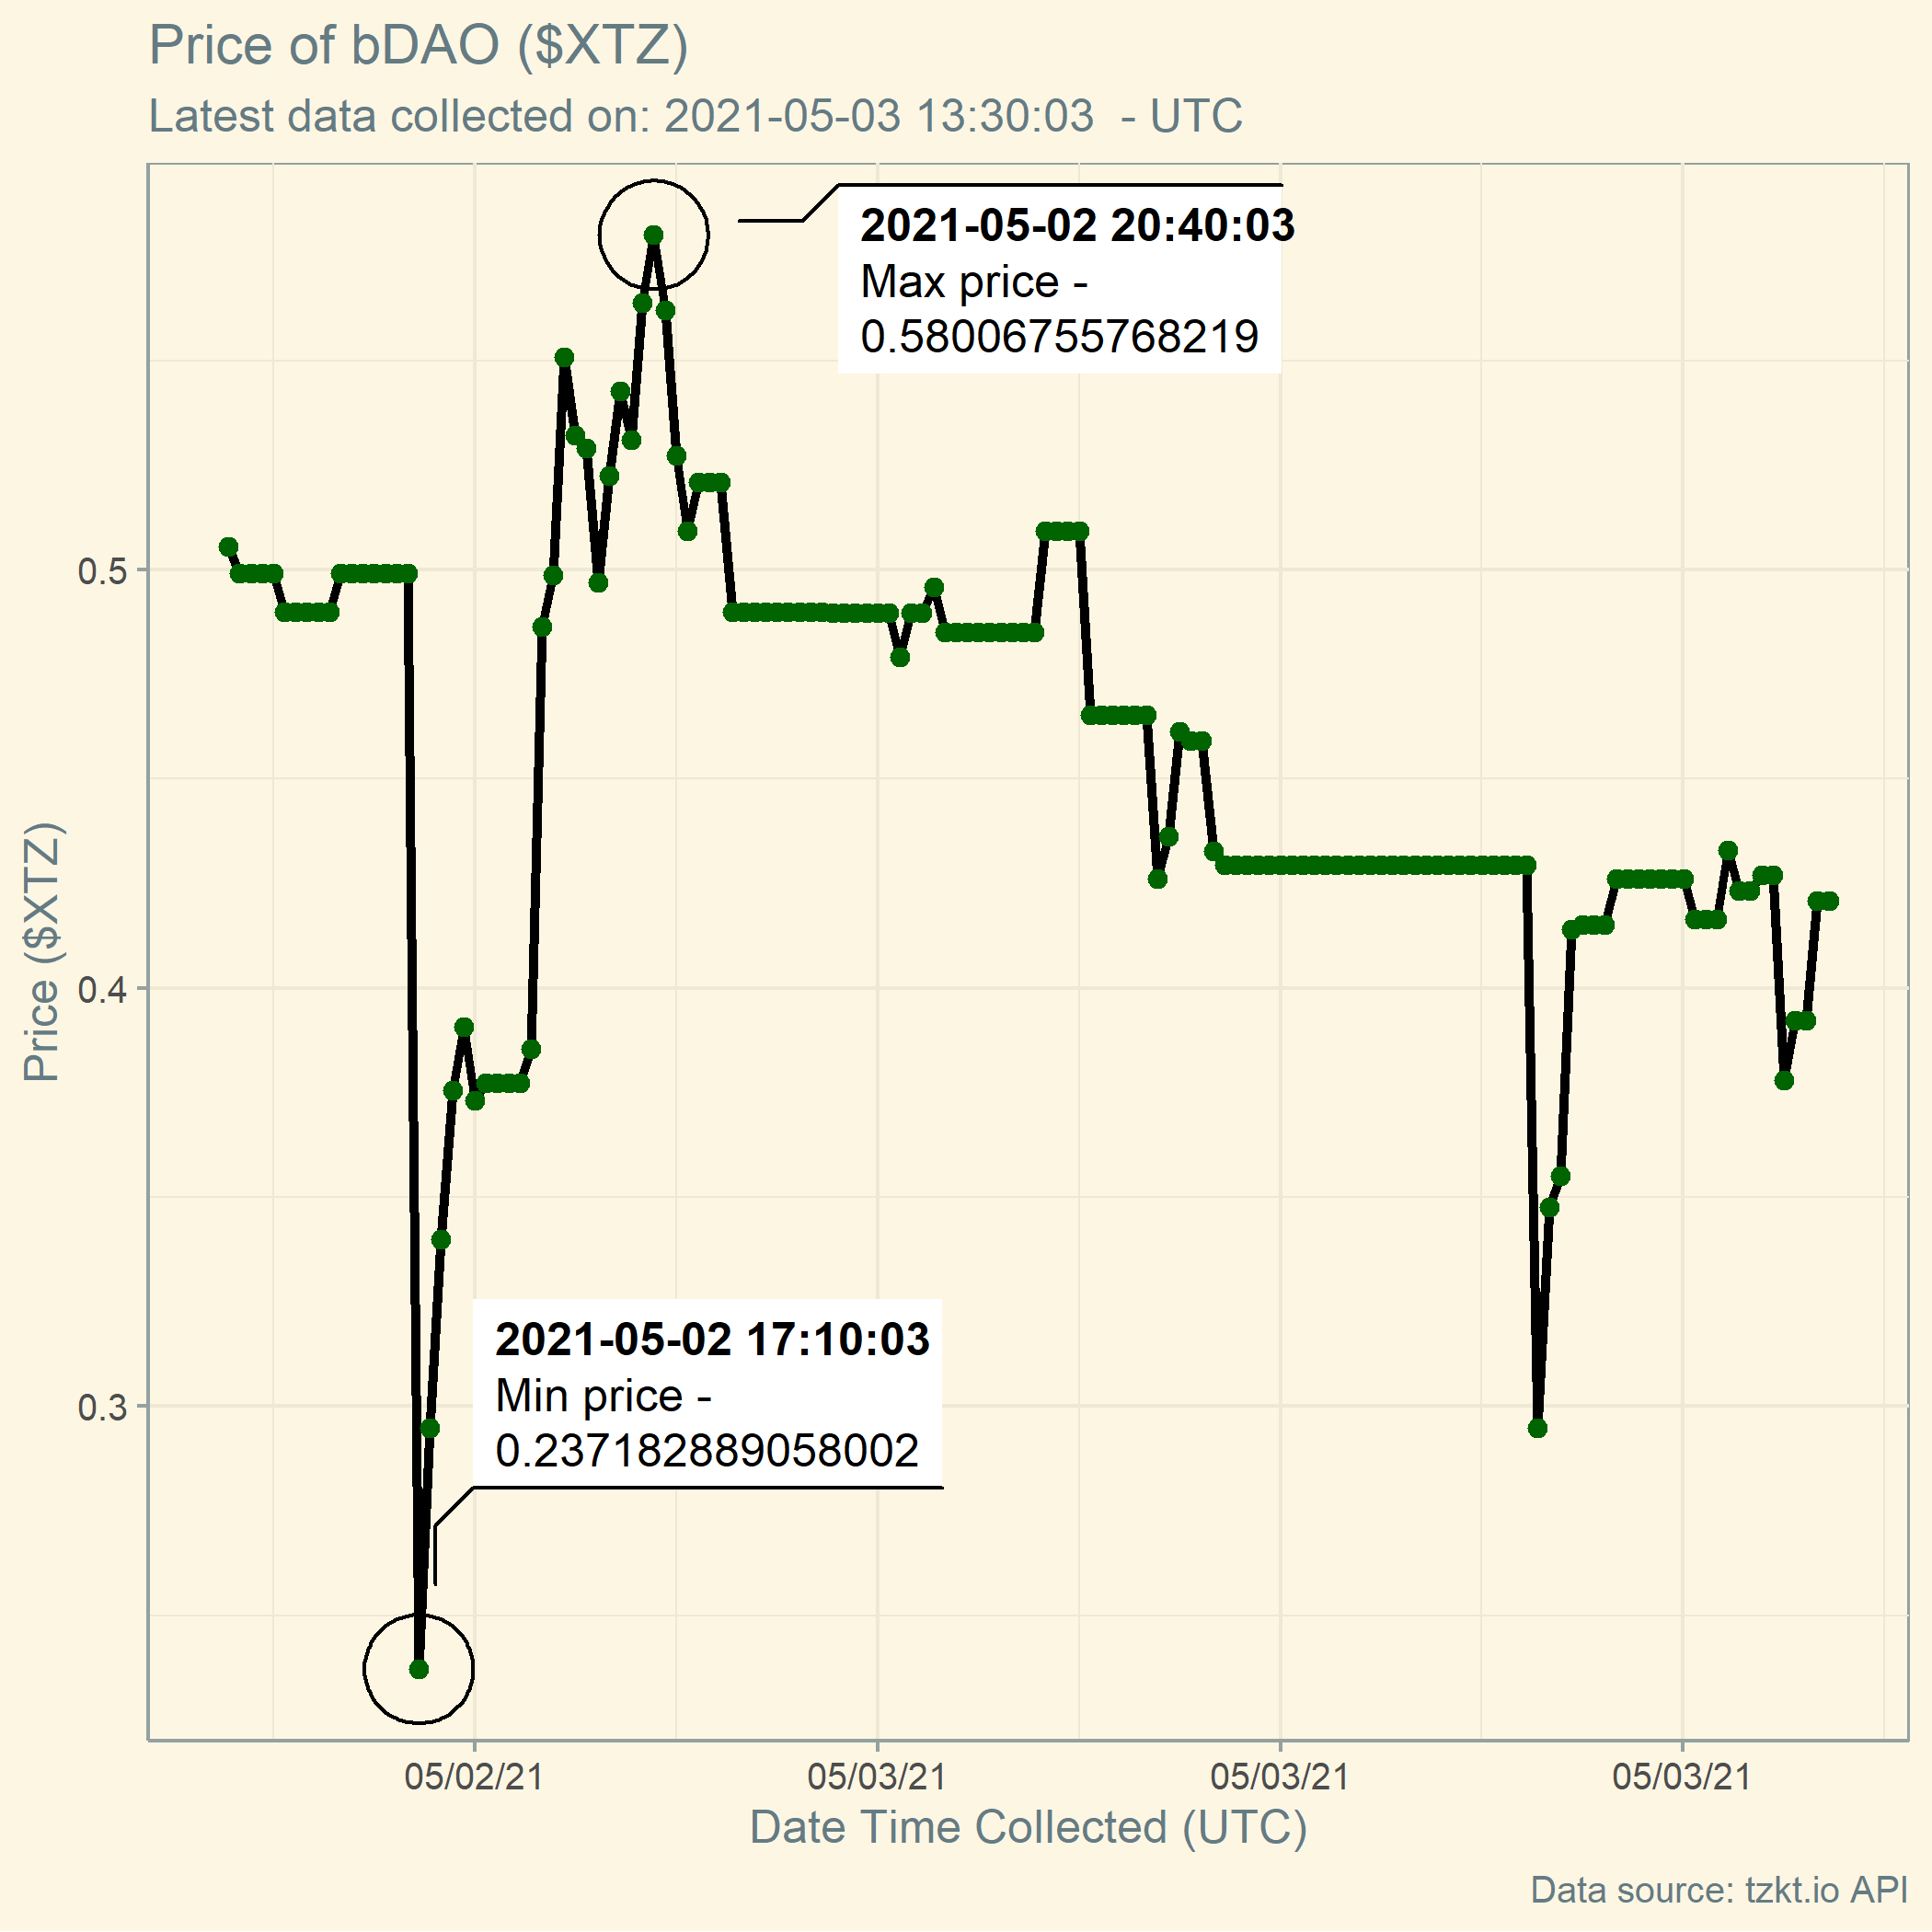 Price of bDAO ($XTZ)
Latest data collected on: 2021-05-03 13:30:03  - UTC
2021-05-02 20:40:03
Max price -
0.58006755768219
0.5
Price ($XTZ)
0.4
0.3
2021-05-02 17:10:03
Min price -
0.237182889058002
05/02/21
05/03/21
05/03/21
05/03/21
Date Time Collected (UTC)
Data source: tzkt.io API